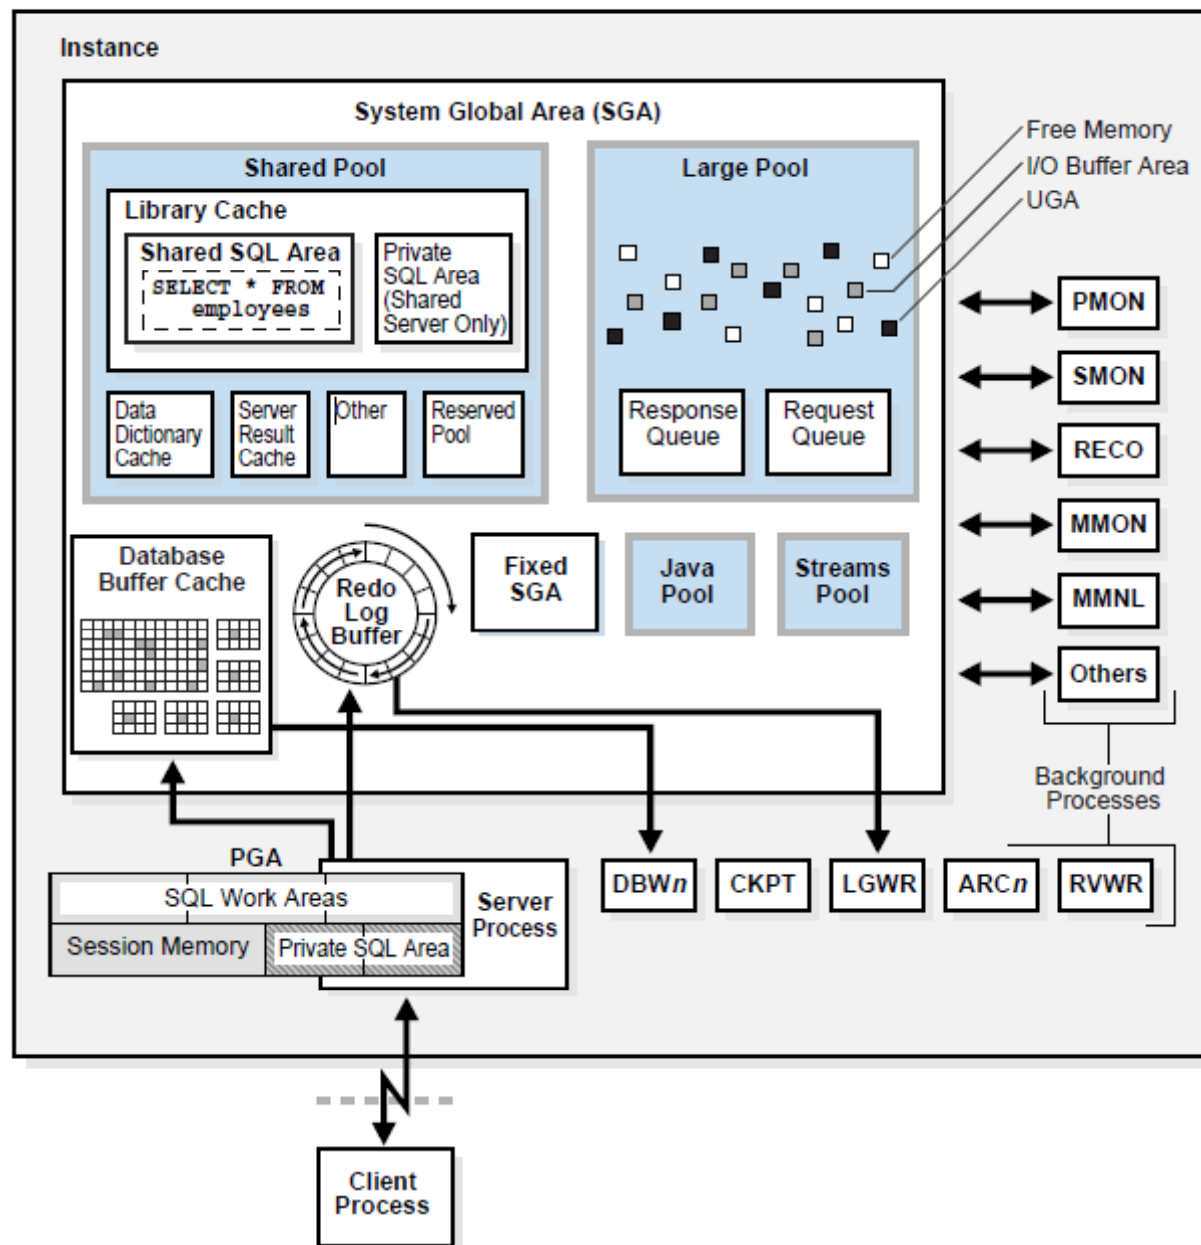 Instance
System Global Area (SGA)
Shared Pool
Library Cache
Shared SQL Area
SELECT * FROM
employees
Private
SQL Area
(Shared
Server Only)
Data
Dictionary
Cache
Server
Result
Cache
Other
Reserved
Pool
Large Pool
Response
Queue
Request
Queue
Free Memory
I/O Buffer Area
UGA
Database
Buffer Cache
Redo
Log
Buffer
Fixed
SGA
Java
Pool
Streams
Pool
PMON
SMON
RECO
MMON
MMNL
Others
Background
Processes
PGA
SQL Work Areas
Session Memory
Private SQL Area
Server
Process
DBWn
CKPT
LGWR
ARCn
RVWR
Client
Process